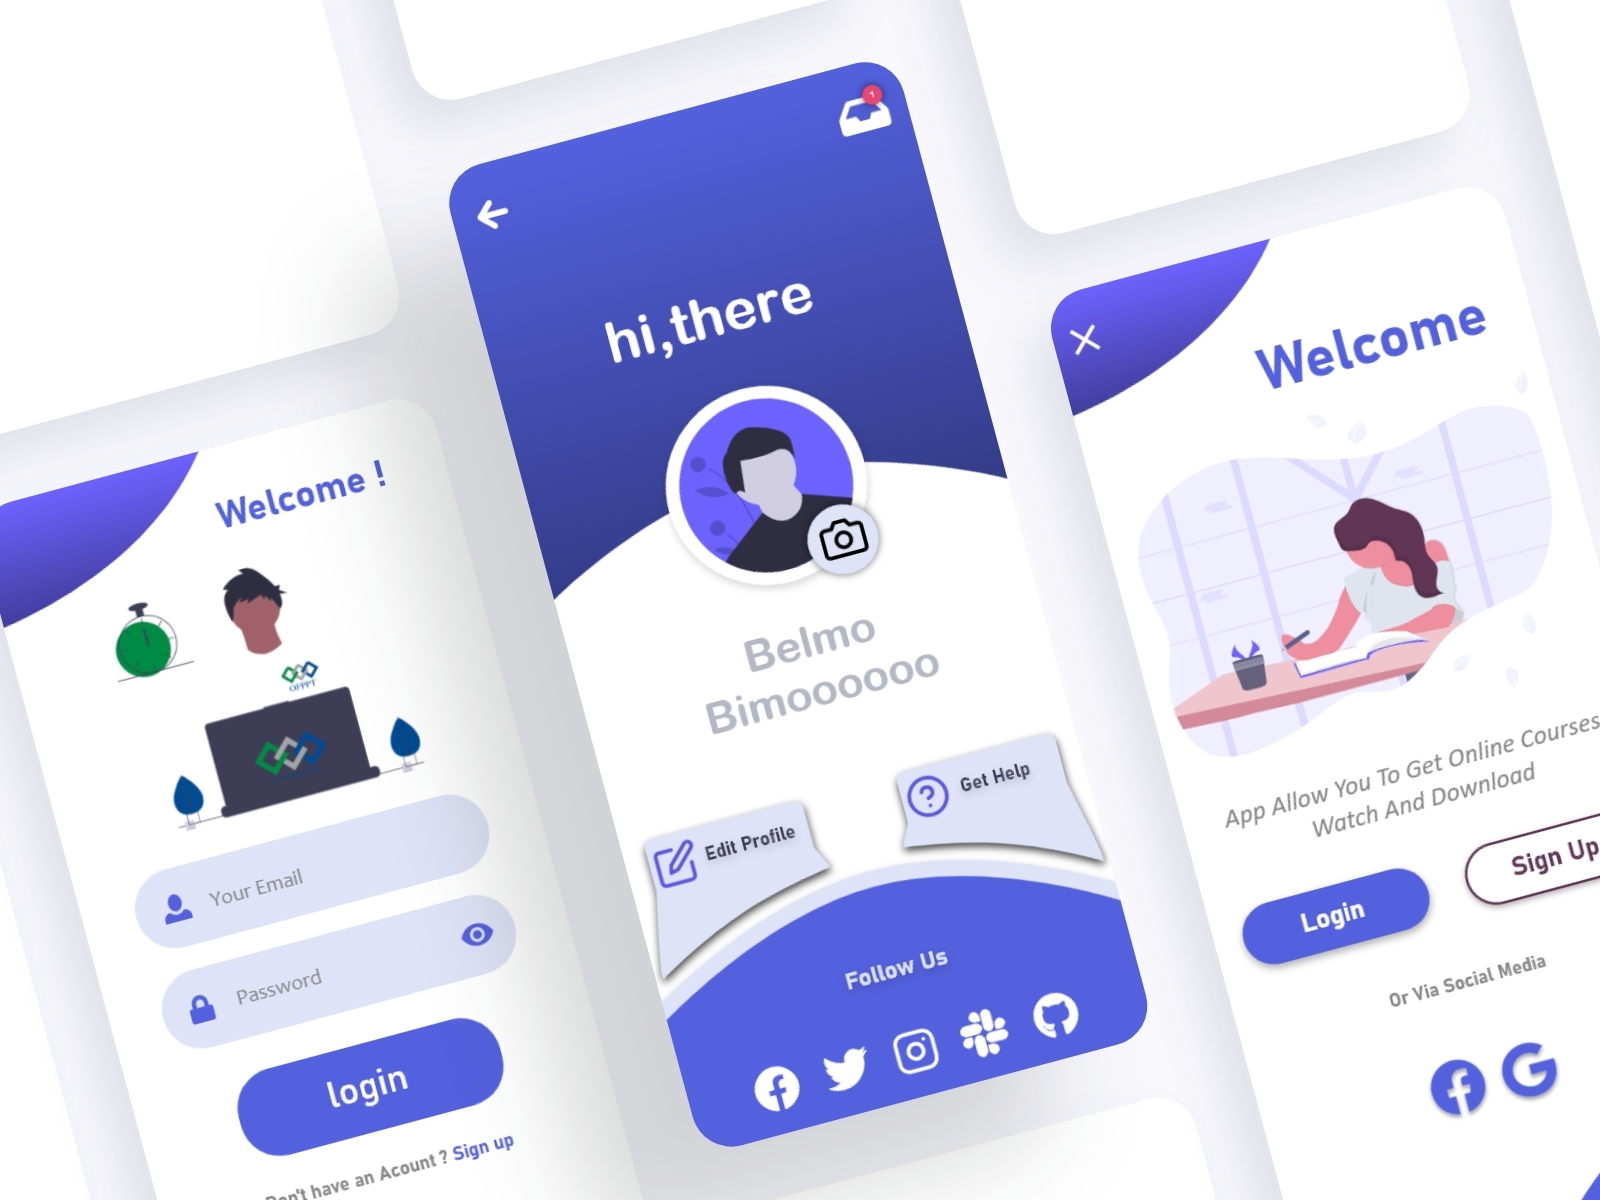 Welcome !
OFPPT
Your Email
Password
login
Don't have an Acount ? Sign up
1
hi,there
Belmo
Bimoooooo
Edit Profile
Get Help
Follow Us
Welcome
App Allow You To Get Online Courses
Watch And Download
Login
Sign Up
Or Via Social Media